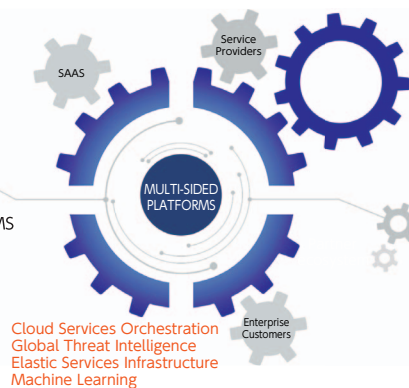 Service
Providers
SAAS
MULTI-SIDED
PLATFORMS
MS
Enterprise
Customers
Cloud Services Orchestration
Global Threat Intelligence
Elastic Services Infrastructure
Machine Learning